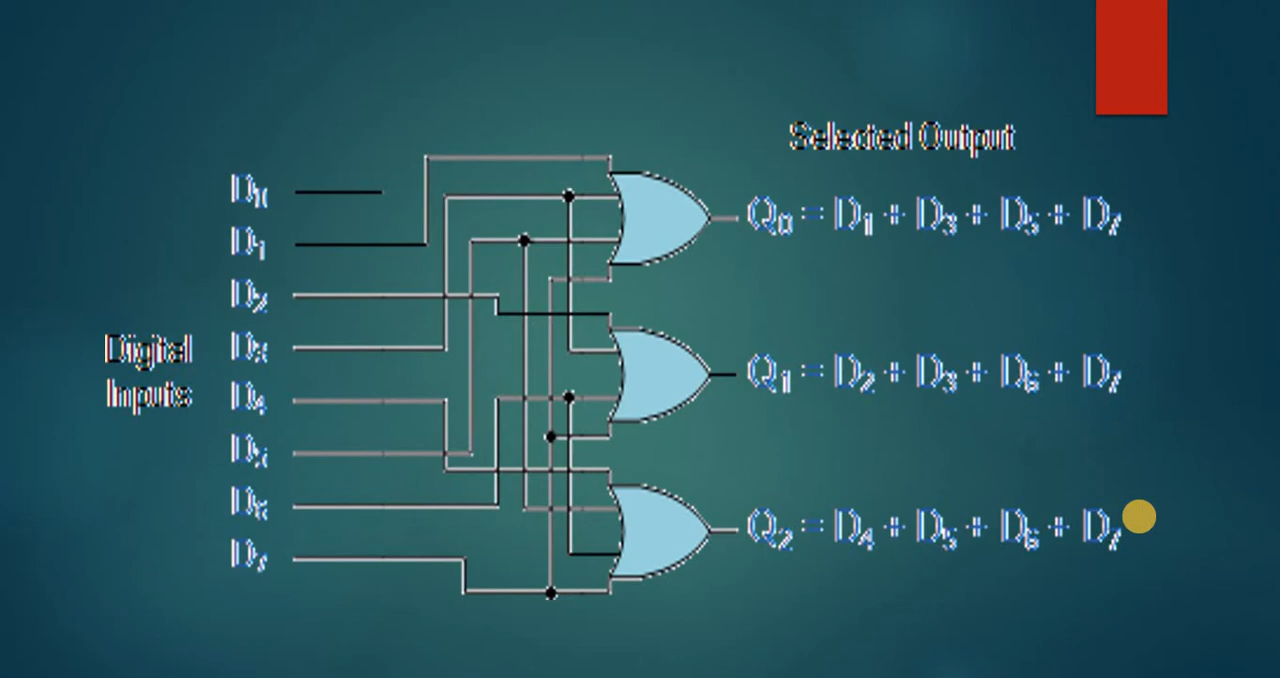 Selected Output
D₀
Q₀ = D₁ + D₃ + D₅ + D₇
D₁
D₂
Digital
Inputs
D₃
Q₁ = D₂ + D₃ + D₆ + D₇
D₄
D₅
D₆
Q₂ = D₄ + D₅ + D₆ + D₇
D₇